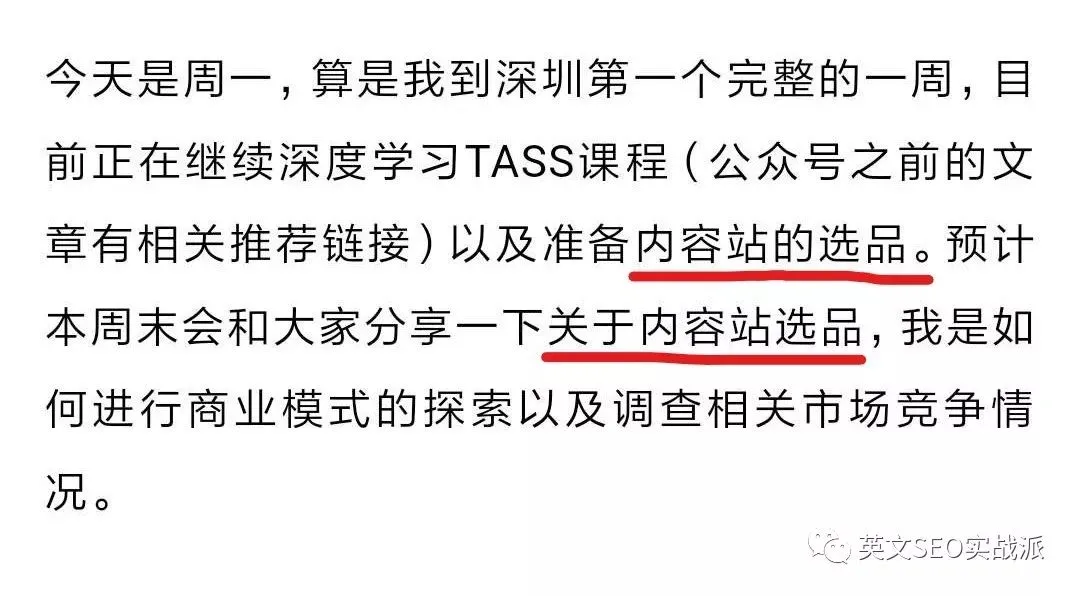 今天是周一，算是我到深圳第一个完整的一周，目
前正在继续深度学习TASS课程（公众号之前的文
章有相关推荐链接）以及准备内容站的选品。预计
本周末会和大家分享一下关于内容站选品，我是如
何进行商业模式的探索以及调查相关市场竞争情
况。
英文SEO实战派